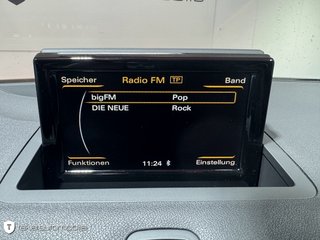 Speicher Radio FM TP Band
bigFM Pop
DIE NEUE Rock
Funktionen 11:24 Einstellung